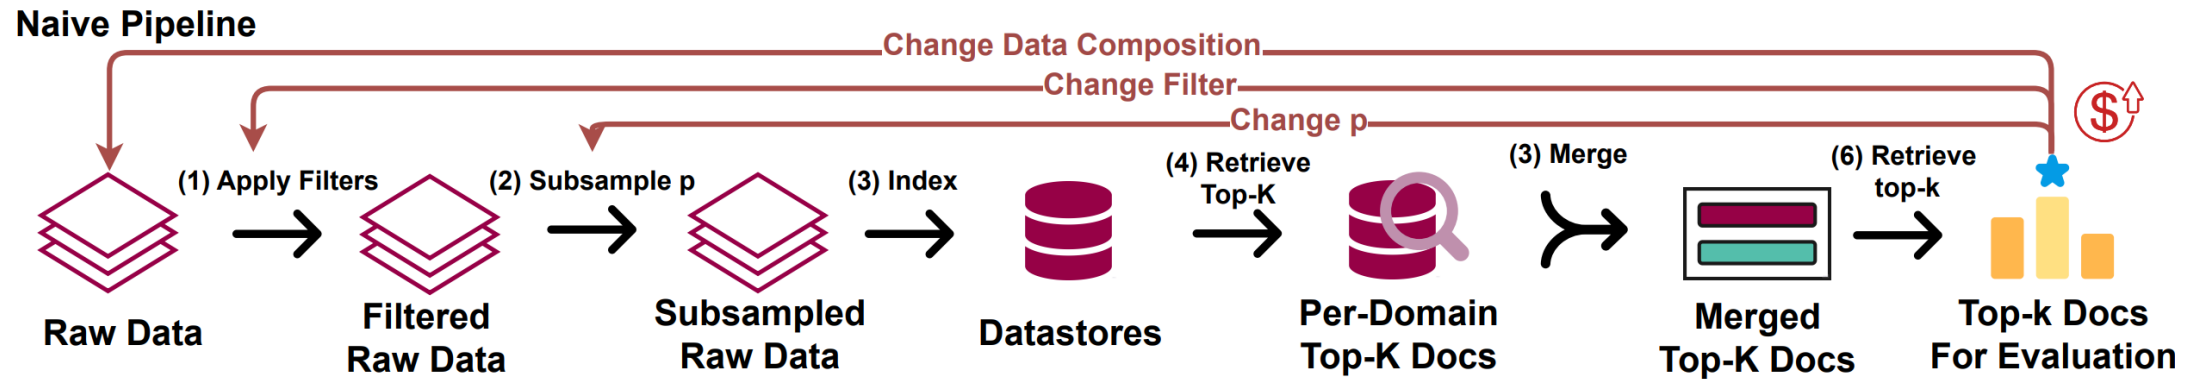 Naive Pipeline
Change Data Composition
Change Filter
Change p
$
(1) Apply Filters
(2) Subsample p
(3) Index
(4) Retrieve
Top-K
(3) Merge
(6) Retrieve
top-k
Raw Data
Filtered
Raw Data
Subsampled
Raw Data
Datastores
Per-Domain
Top-K Docs
Merged
Top-K Docs
Top-k Docs
For Evaluation